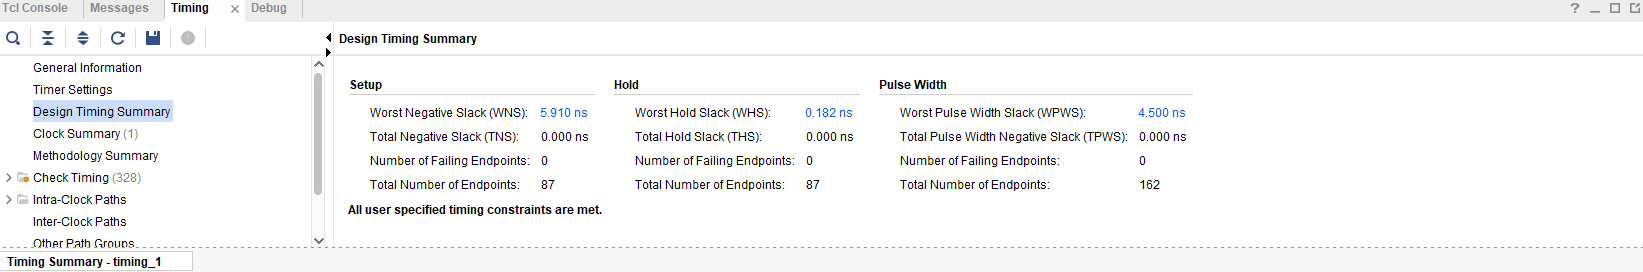 Tcl Console Messages Timing Debug
Design Timing Summary
General Information
Timer Settings
Design Timing Summary
Clock Summary (1)
Methodology Summary
Check Timing (328)
Intra-Clock Paths
Inter-Clock Paths
Other Path Groups
Setup
Worst Negative Slack (WNS): 5.910 ns
Total Negative Slack (TNS): 0.000 ns
Number of Failing Endpoints: 0
Total Number of Endpoints: 87
Hold
Worst Hold Slack (WHS): 0.182 ns
Total Hold Slack (THS): 0.000 ns
Number of Failing Endpoints: 0
Total Number of Endpoints: 87
Pulse Width
Worst Pulse Width Slack (WPWS): 4.500 ns
Total Pulse Width Negative Slack (TPWS): 0.000 ns
Number of Failing Endpoints: 0
Total Number of Endpoints: 162
All user specified timing constraints are met.
Timing Summary - timing_1